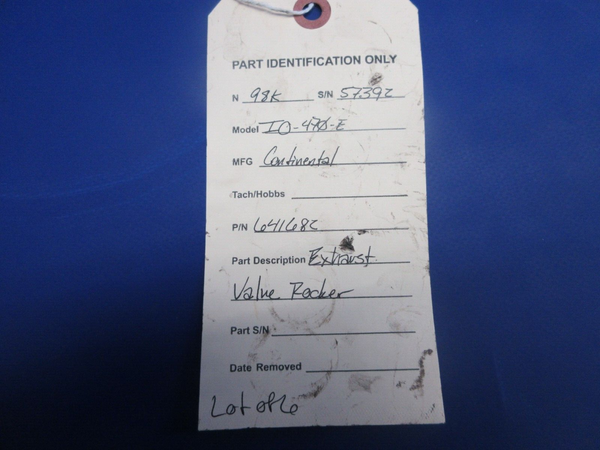 PART IDENTIFICATION ONLY
N 98K S/N 57392
Model IO-470-E
MFG Continental
Tach/Hobbs
P/N 641682
Part Description Exhaust
Valve Rocker
Part S/N
Date Removed
Lot of 6